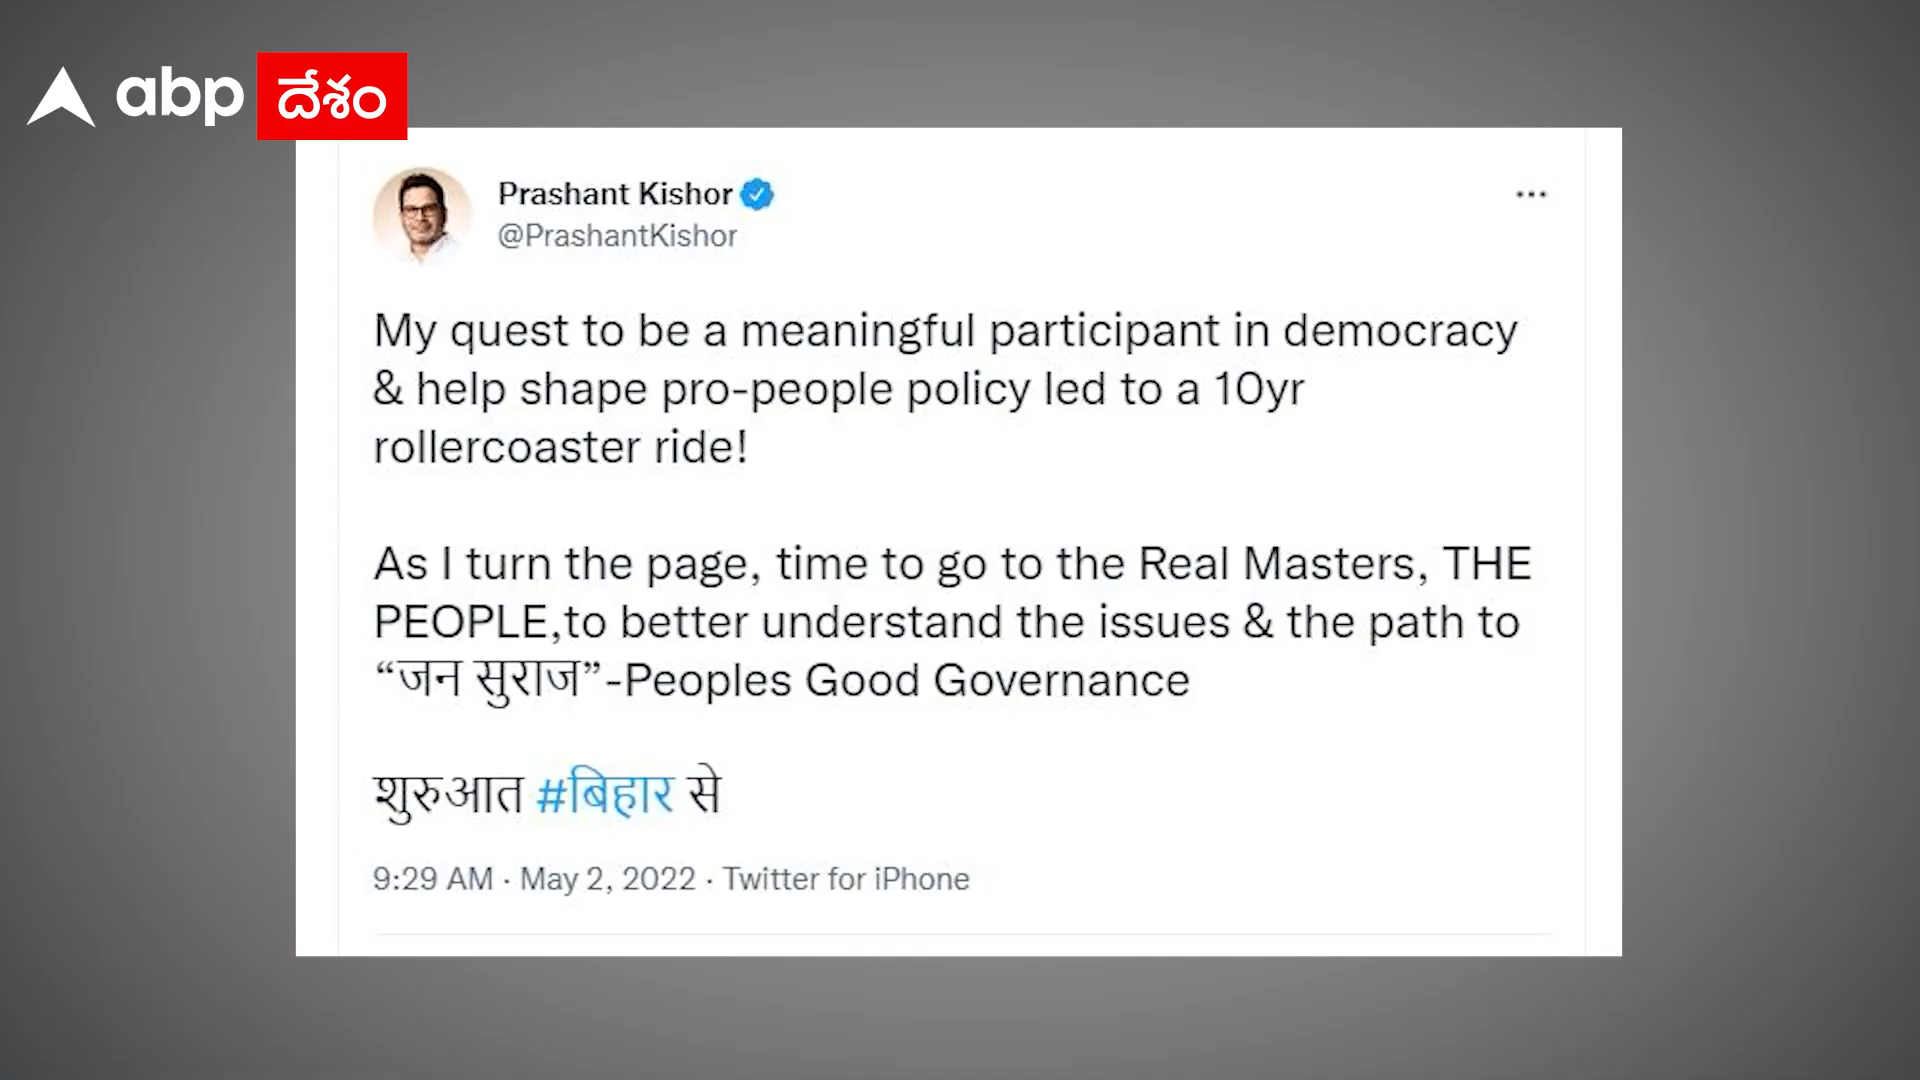 abp దేశం
Prashant Kishor
@PrashantKishor
My quest to be a meaningful participant in democracy
& help shape pro-people policy led to a 10yr
rollercoaster ride!
As I turn the page, time to go to the Real Masters, THE
PEOPLE,to better understand the issues & the path to
“जन सुराज”-Peoples Good Governance
शुरुआत #बिहार से
9:29 AM · May 2, 2022 · Twitter for iPhone